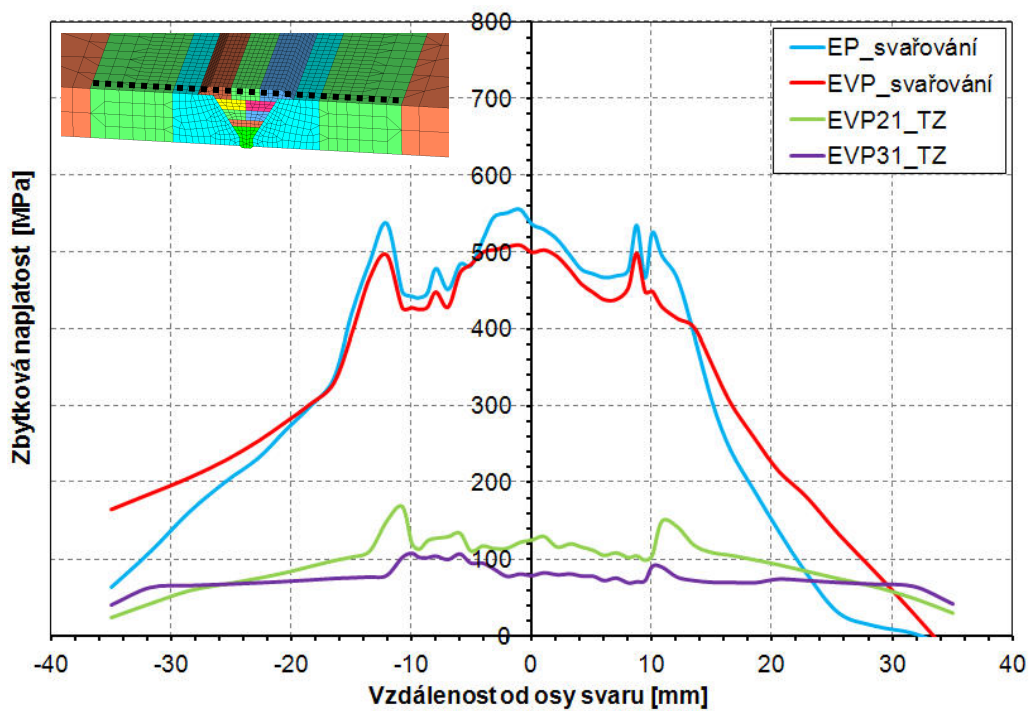 800
700
600
500
400
300
200
100
0
Zbytková napjatost [MPa]
EP_svařování
EVP_svařování
EVP21_TZ
EVP31_TZ
-40 -30 -20 -10 0 10 20 30 40
Vzdálenost od osy svaru [mm]